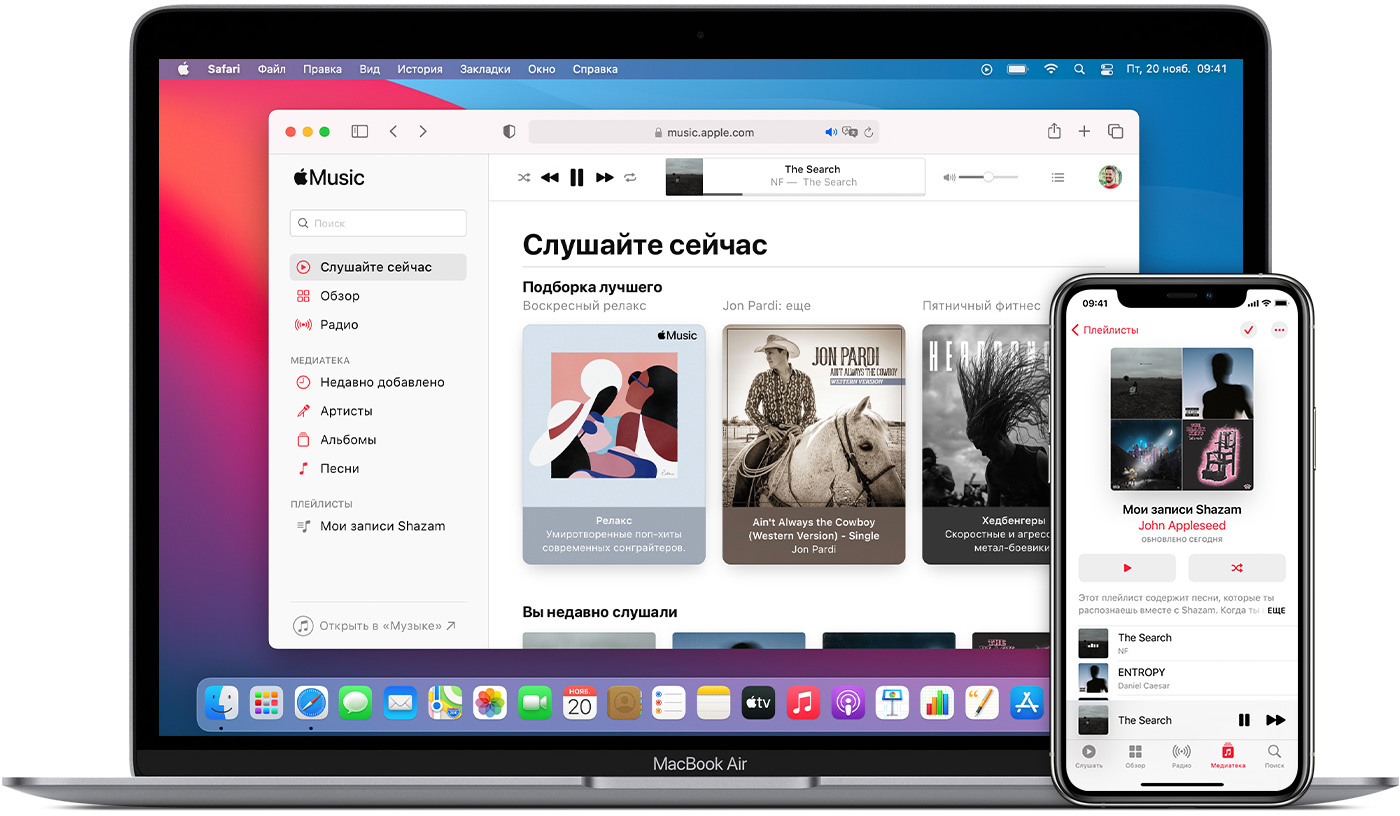 Safari Файл Правка Вид История Закладки Окно Справка Пт, 20 нояб. 09:41
music.apple.com
Music
The Search
NF — The Search
Поиск
Слушайте сейчас
Обзор
Радио
МЕДИАТЕКА
Недавно добавлено
Артисты
Альбомы
Песни
ПЛЕЙЛИСТЫ
Мои записи Shazam
Открыть в «Музыке»
Слушайте сейчас
Подборка лучшего
Воскресный релакс
Music
Релакс
Умиротворенные поп-хиты
современных сонграйтеров.
Jon Pardi: еще
JON PARDI
AIN'T ALWAYS THE COWBOY
WESTERN VERSION
Ain't Always the Cowboy
(Western Version) - Single
Jon Pardi
Пятничный фитнес
Хедбенгеры
Скоростные и агресс
метал-боевики
Вы недавно слушали
НОЯБ.
20
tv
MacBook Air
09:41
Плейлисты
Мои записи Shazam
John Appleseed
ОБНОВЛЕНО СЕГОДНЯ
Этот плейлист содержит песни, которые ты
распознаешь вместе с Shazam. Когда ты ЕЩЕ
The Search
NF
ENTROPY
Daniel Caesar
The Search
Слушать Обзор Радио Медиатека Поиск